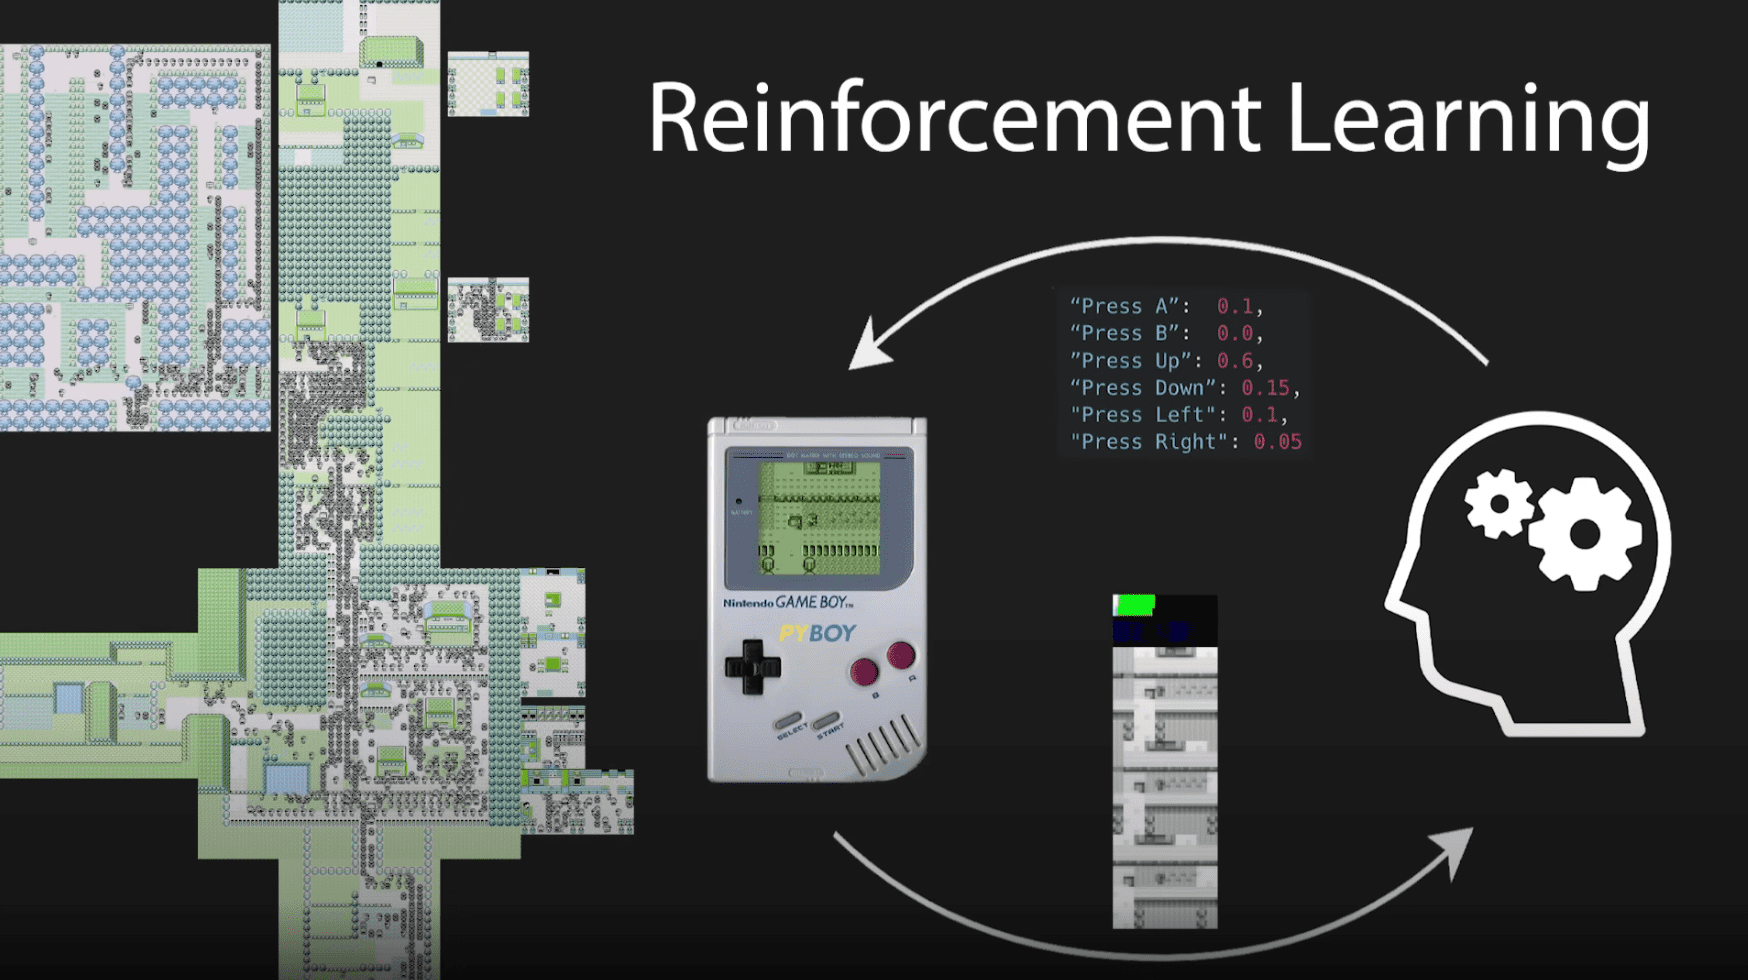 Reinforcement Learning
“Press A”: 0.1,
“Press B”: 0.0,
”Press Up”: 0.6,
“Press Down”: 0.15,
"Press Left": 0.1,
"Press Right": 0.05
DOT MATRIX WITH STEREO SOUND
BATTERY
Nintendo GAME BOY™
PYBOY
B A
SELECT START